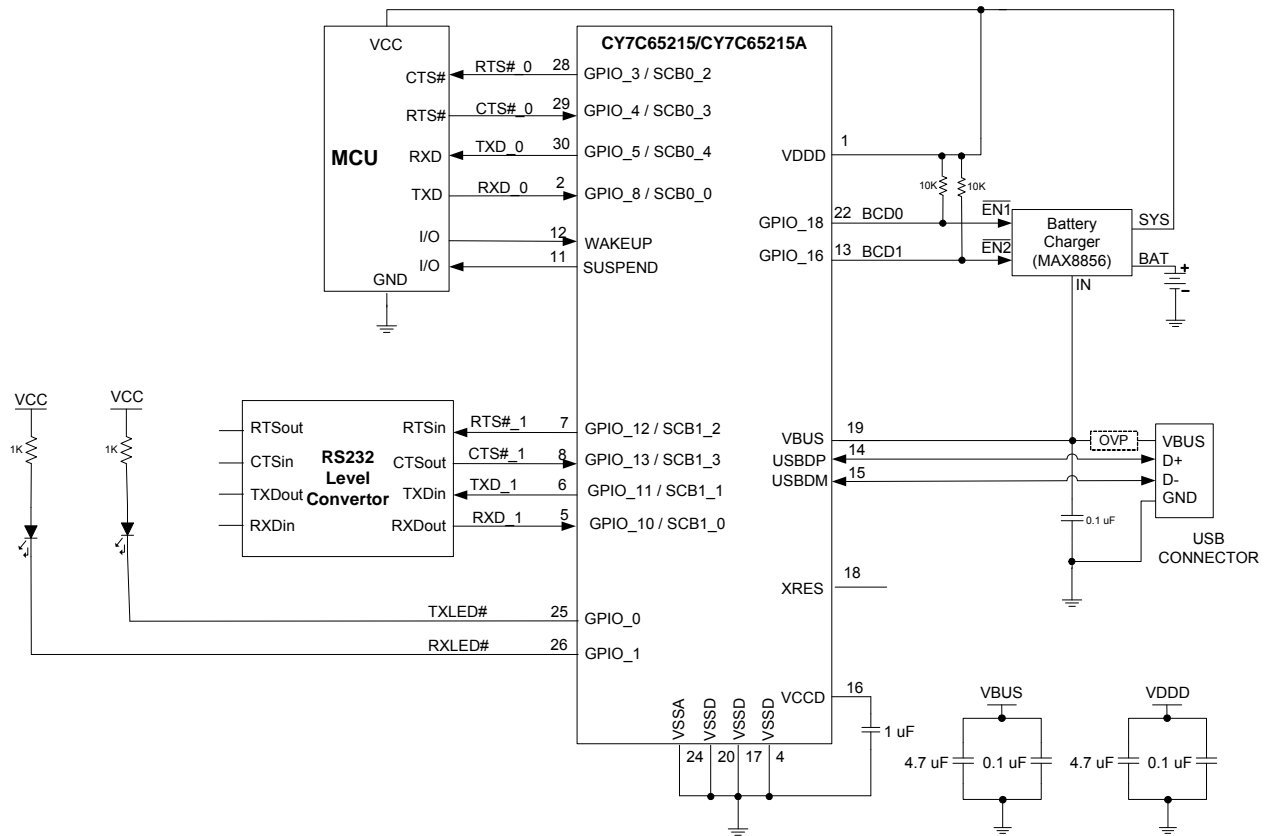 CY7C65215/CY7C65215A
VCC
CTS#
RTS#
MCU
RXD
TXD
I/O
I/O
GND
RTS#_0 28 GPIO_3 / SCB0_2
CTS#_0 29 GPIO_4 / SCB0_3
TXD_0 30 GPIO_5 / SCB0_4
RXD_0 2 GPIO_8 / SCB0_0
12 WAKEUP
11 SUSPEND
VDDD 1
10K 10K
GPIO_18 22 BCD0 EN1
GPIO_16 13 BCD1 EN2
Battery
Charger
(MAX8856)
SYS
BAT
+
-
IN
VCC VCC
1K 1K
RTSout RTSin RTS#_1 7 GPIO_12 / SCB1_2
CTSin CTSout CTS#_1 8 GPIO_13 / SCB1_3
TXDout TXDin TXD_1 6 GPIO_11 / SCB1_1
RXDin RXDout RXD_1 5 GPIO_10 / SCB1_0
RS232
Level
Convertor
VBUS 19 OVP VBUS
USBDP 14 D+
USBDM 15 D-
GND
0.1 uF
USB
CONNECTOR
XRES 18
TXLED# 25 GPIO_0
RXLED# 26 GPIO_1
VCCD 16
1 uF
VSSA VSSD VSSD VSSD
24 20 17 4
VBUS VDDD
4.7 uF 0.1 uF 4.7 uF 0.1 uF